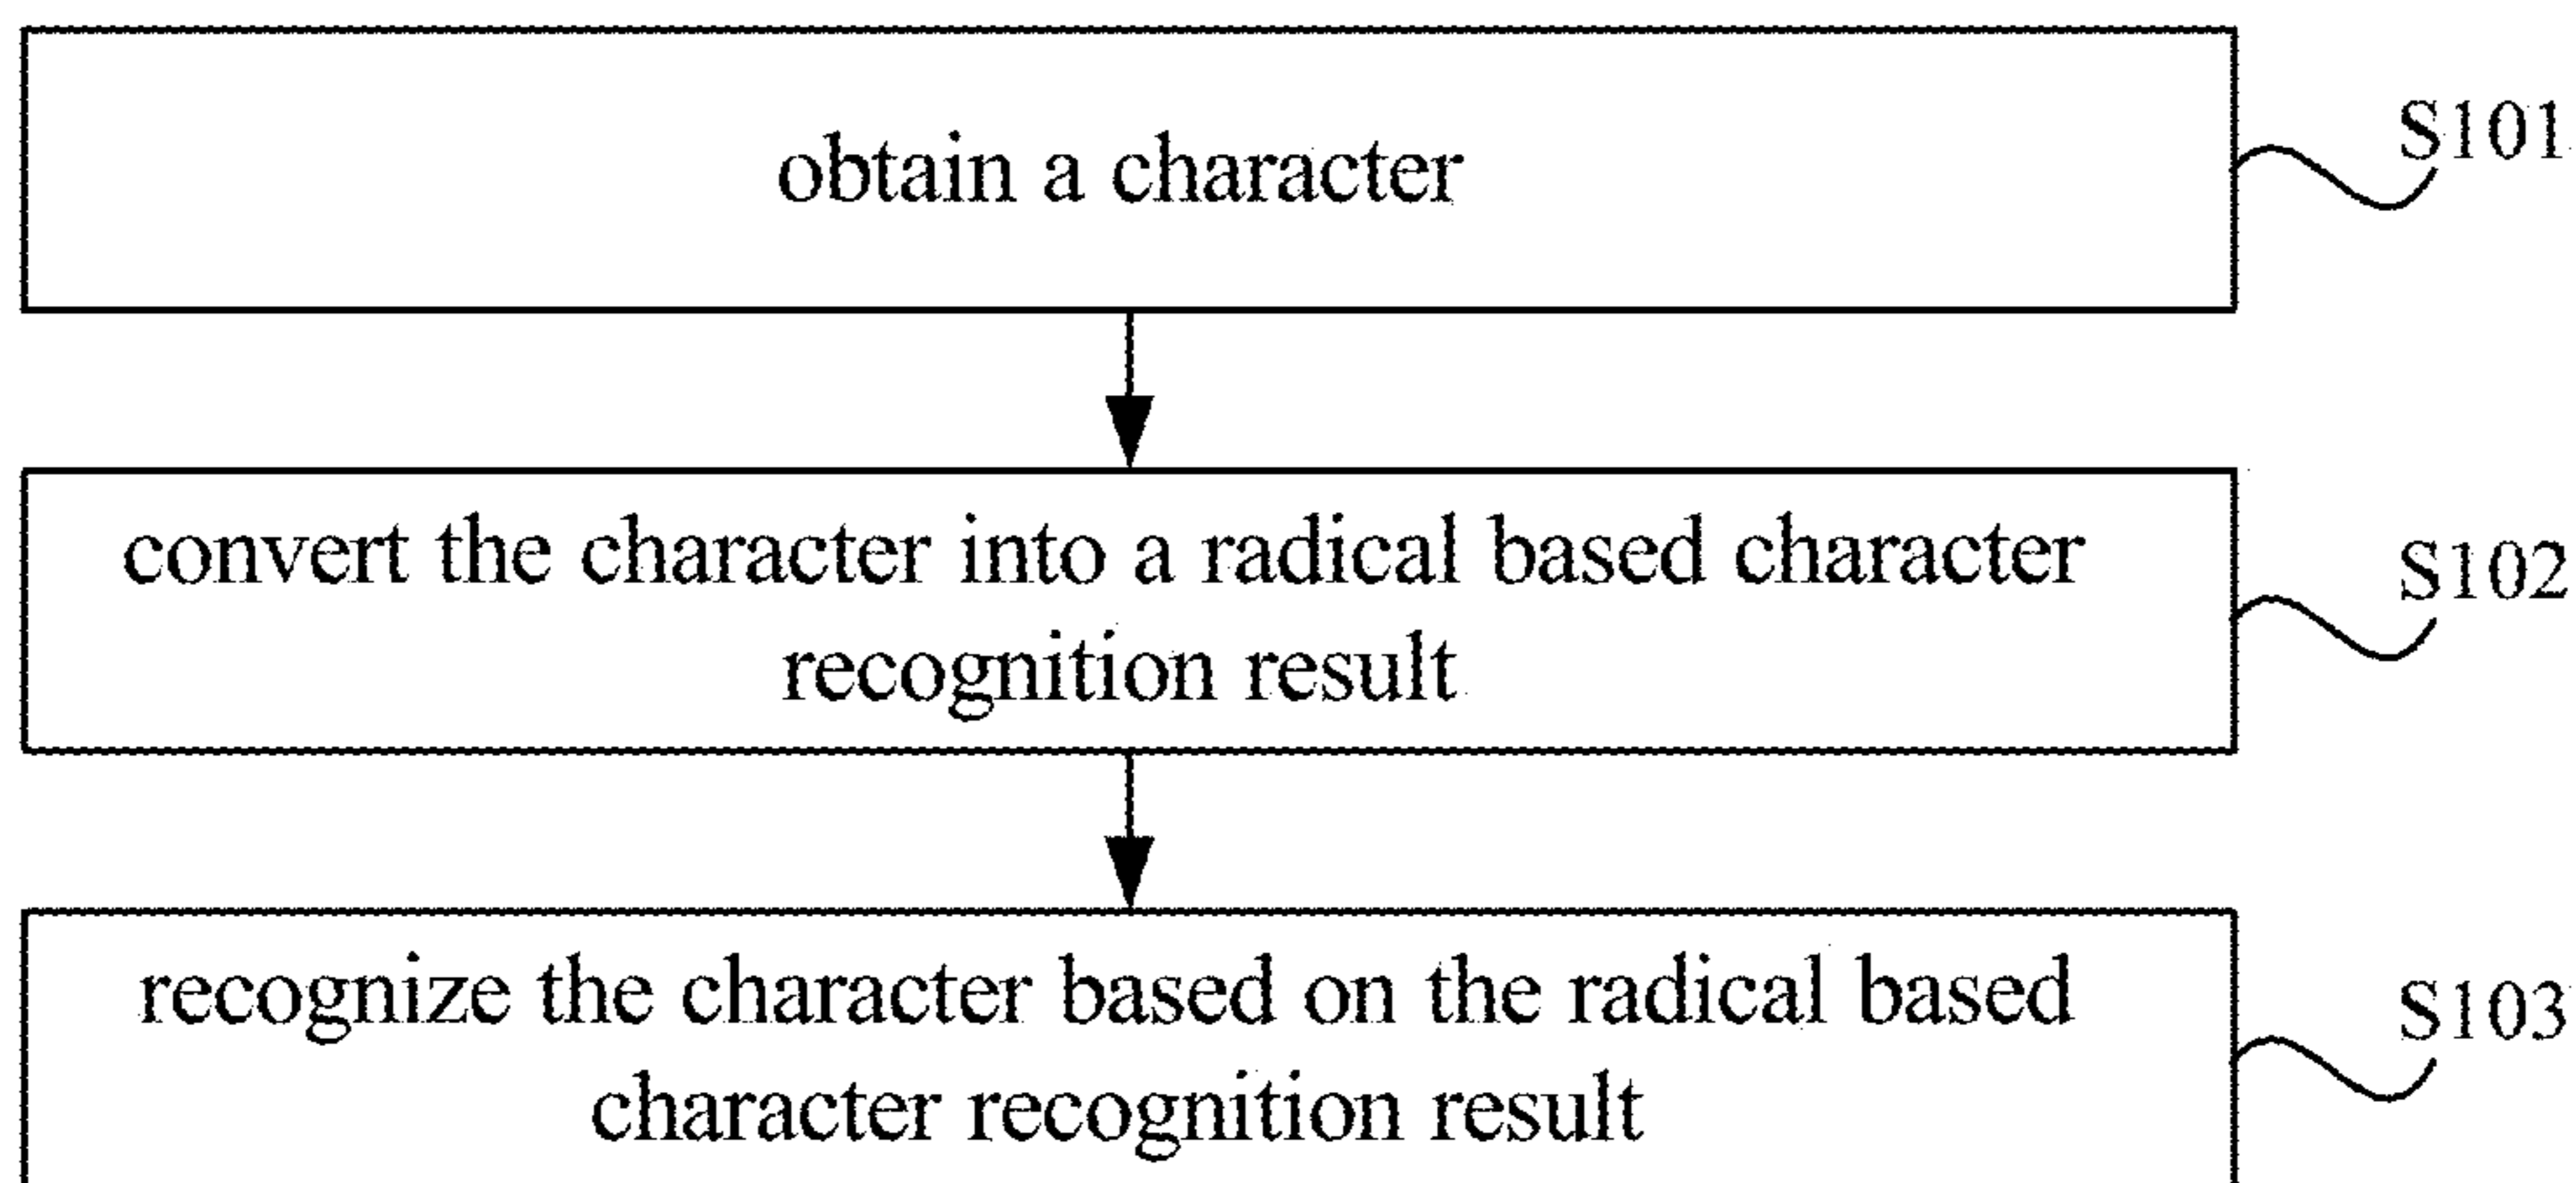 obtain a character
S101
convert the character into a radical based character
recognition result
S102
recognize the character based on the radical based
character recognition result
S103